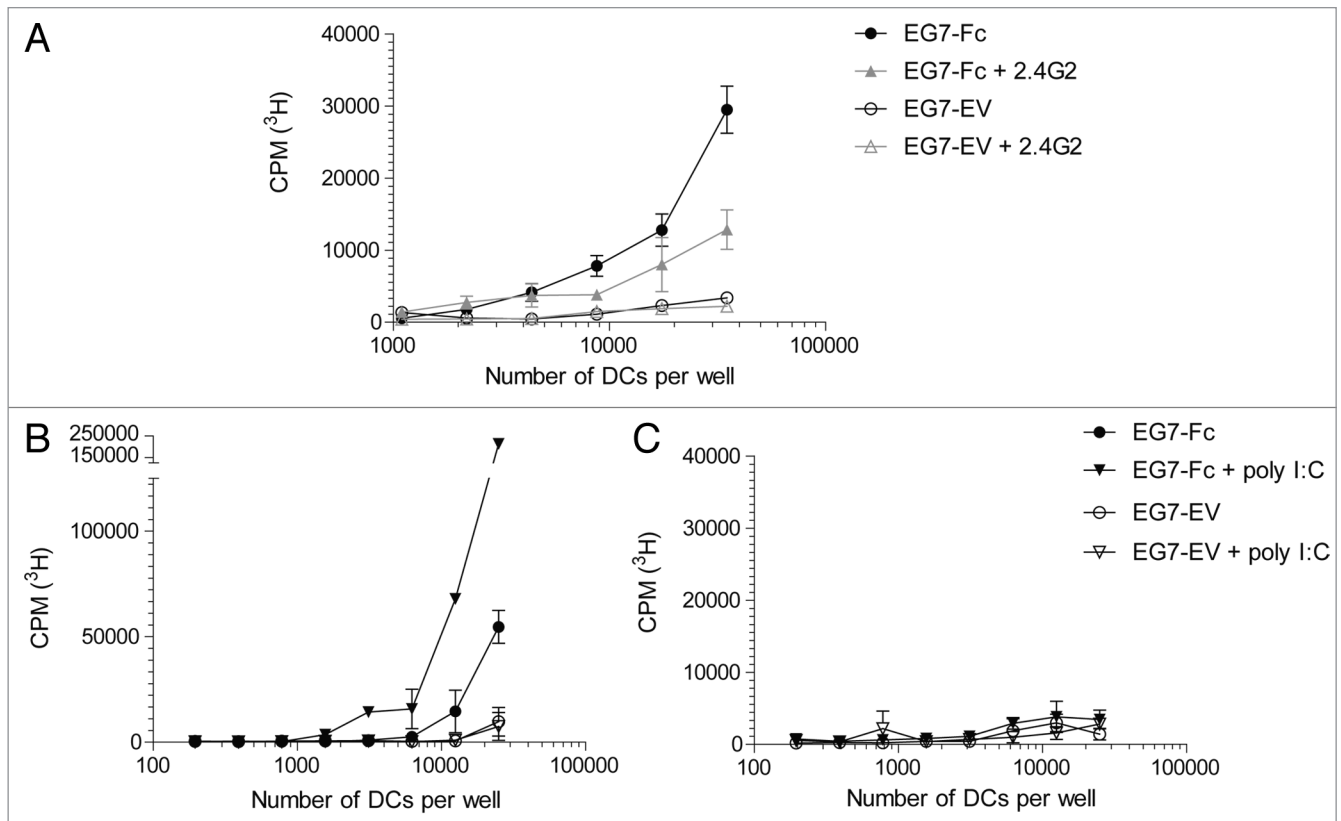 A
40000
30000
20000
10000
0
CPM (³H)
1000
10000
100000
Number of DCs per well
EG7-Fc
EG7-Fc + 2.4G2
EG7-EV
EG7-EV + 2.4G2
B
250000
150000
100000
50000
0
CPM (³H)
100
1000
10000
100000
Number of DCs per well
C
40000
30000
20000
10000
0
CPM (³H)
100
1000
10000
100000
Number of DCs per well
EG7-Fc
EG7-Fc + poly I:C
EG7-EV
EG7-EV + poly I:C